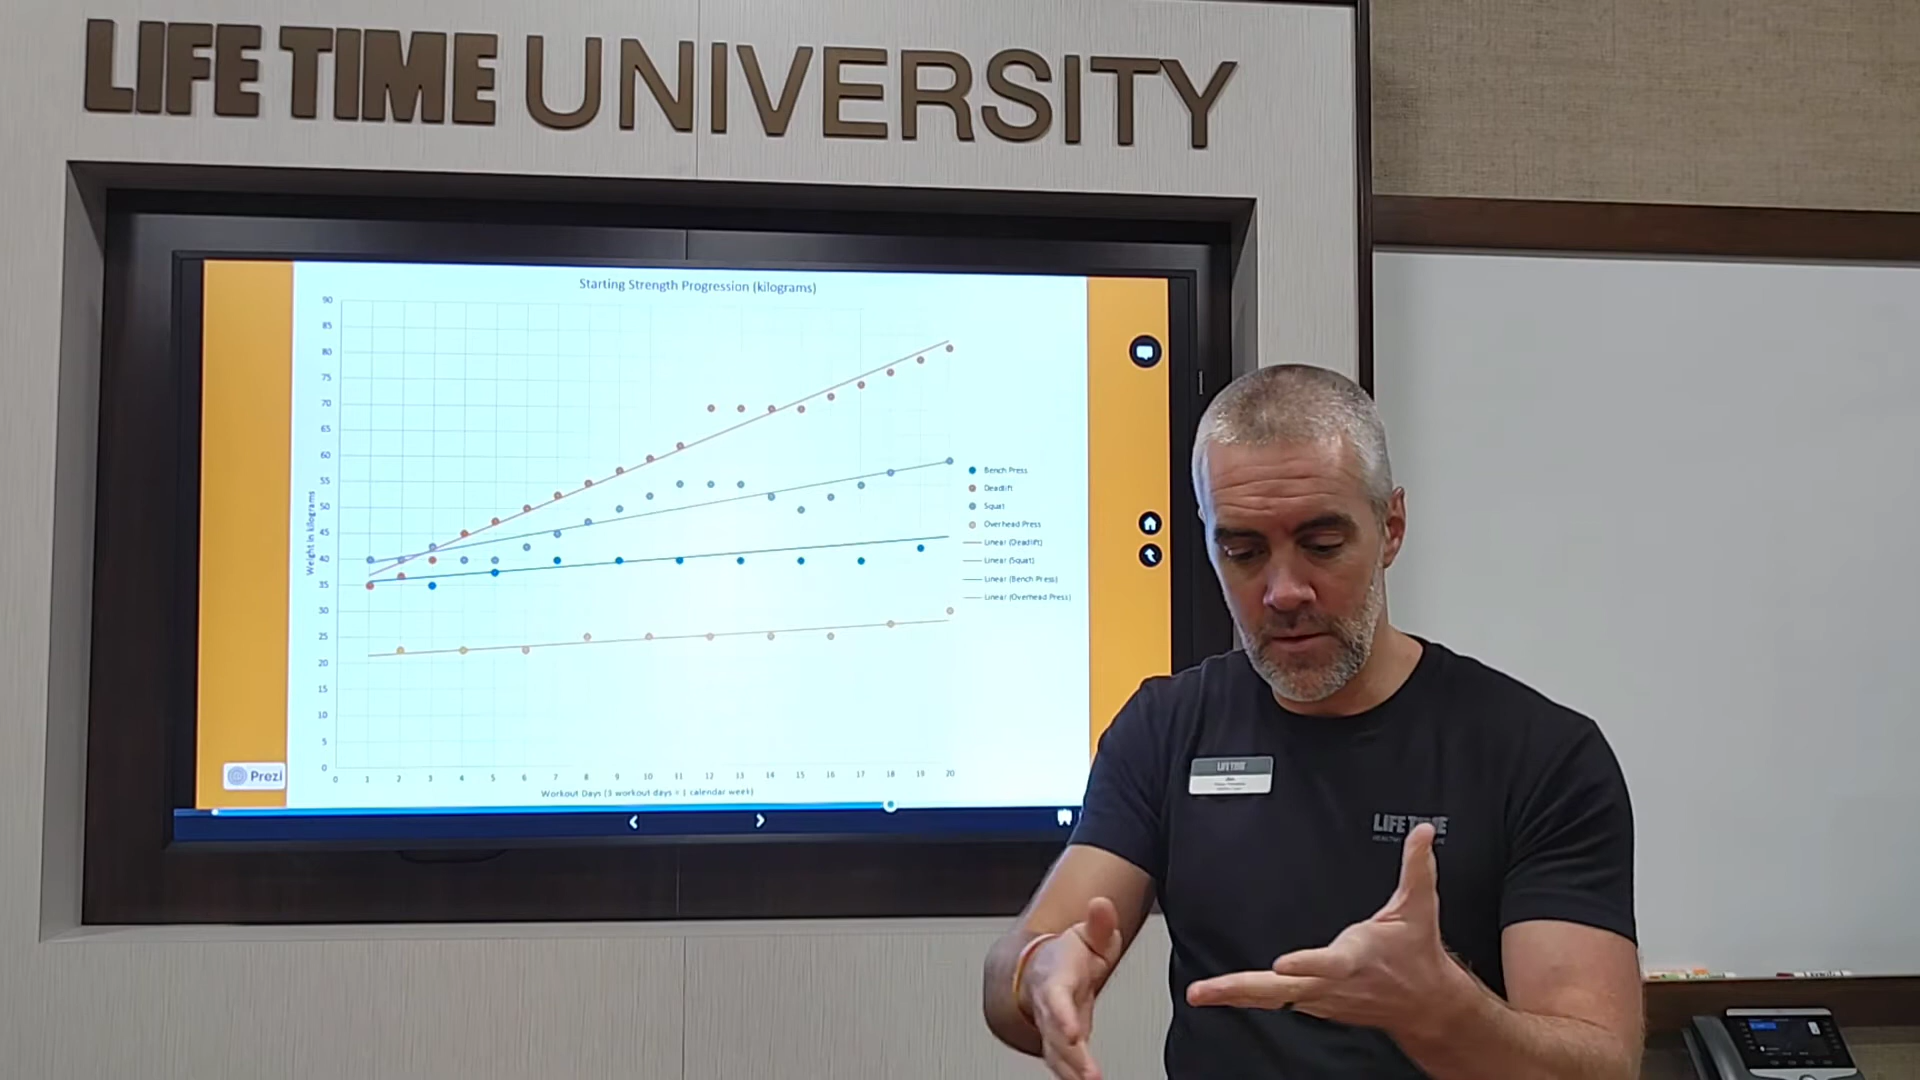 LIFE TIME UNIVERSITY
Starting Strength Progression (kilograms)
90
85
80
75
70
65
60
55
50
45
40
35
30
25
20
15
10
5
0
Weight in kilograms
0 1 2 3 4 5 6 7 8 9 10 11 12 13 14 15 16 17 18 19 20
Workout Days (3 workout days = 1 calendar week)
Bench Press
Deadlift
Squat
Overhead Press
Linear (Deadlift)
Linear (Squat)
Linear (Bench Press)
Linear (Overhead Press)
Prezi
LIFE TIME
LIFE TIME